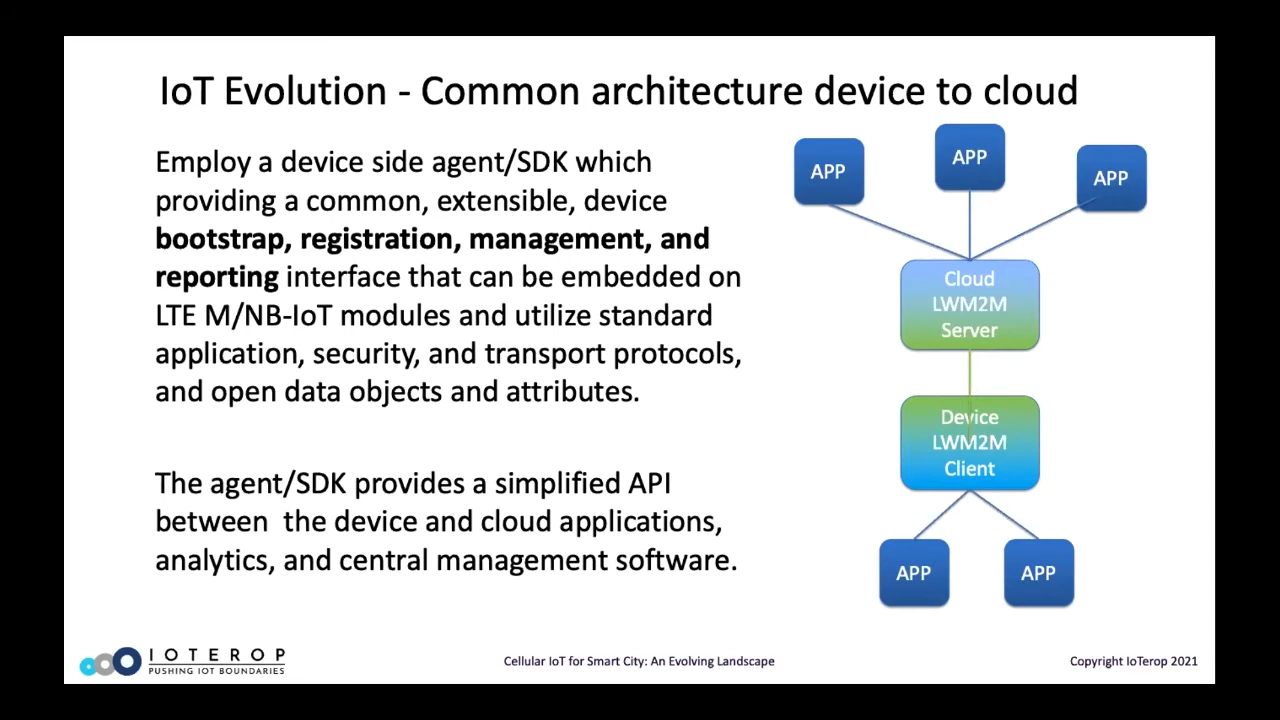 IoT Evolution - Common architecture device to cloud
Employ a device side agent/SDK which
providing a common, extensible, device
bootstrap, registration, management, and
reporting interface that can be embedded on
LTE M/NB-IoT modules and utilize standard
application, security, and transport protocols,
and open data objects and attributes.
The agent/SDK provides a simplified API
between the device and cloud applications,
analytics, and central management software.
APP
APP
APP
Cloud
LWM2M
Server
Device
LWM2M
Client
APP
APP
IOTEROP
PUSHING IOT BOUNDARIES
Cellular IoT for Smart City: An Evolving Landscape
Copyright IoTerop 2021